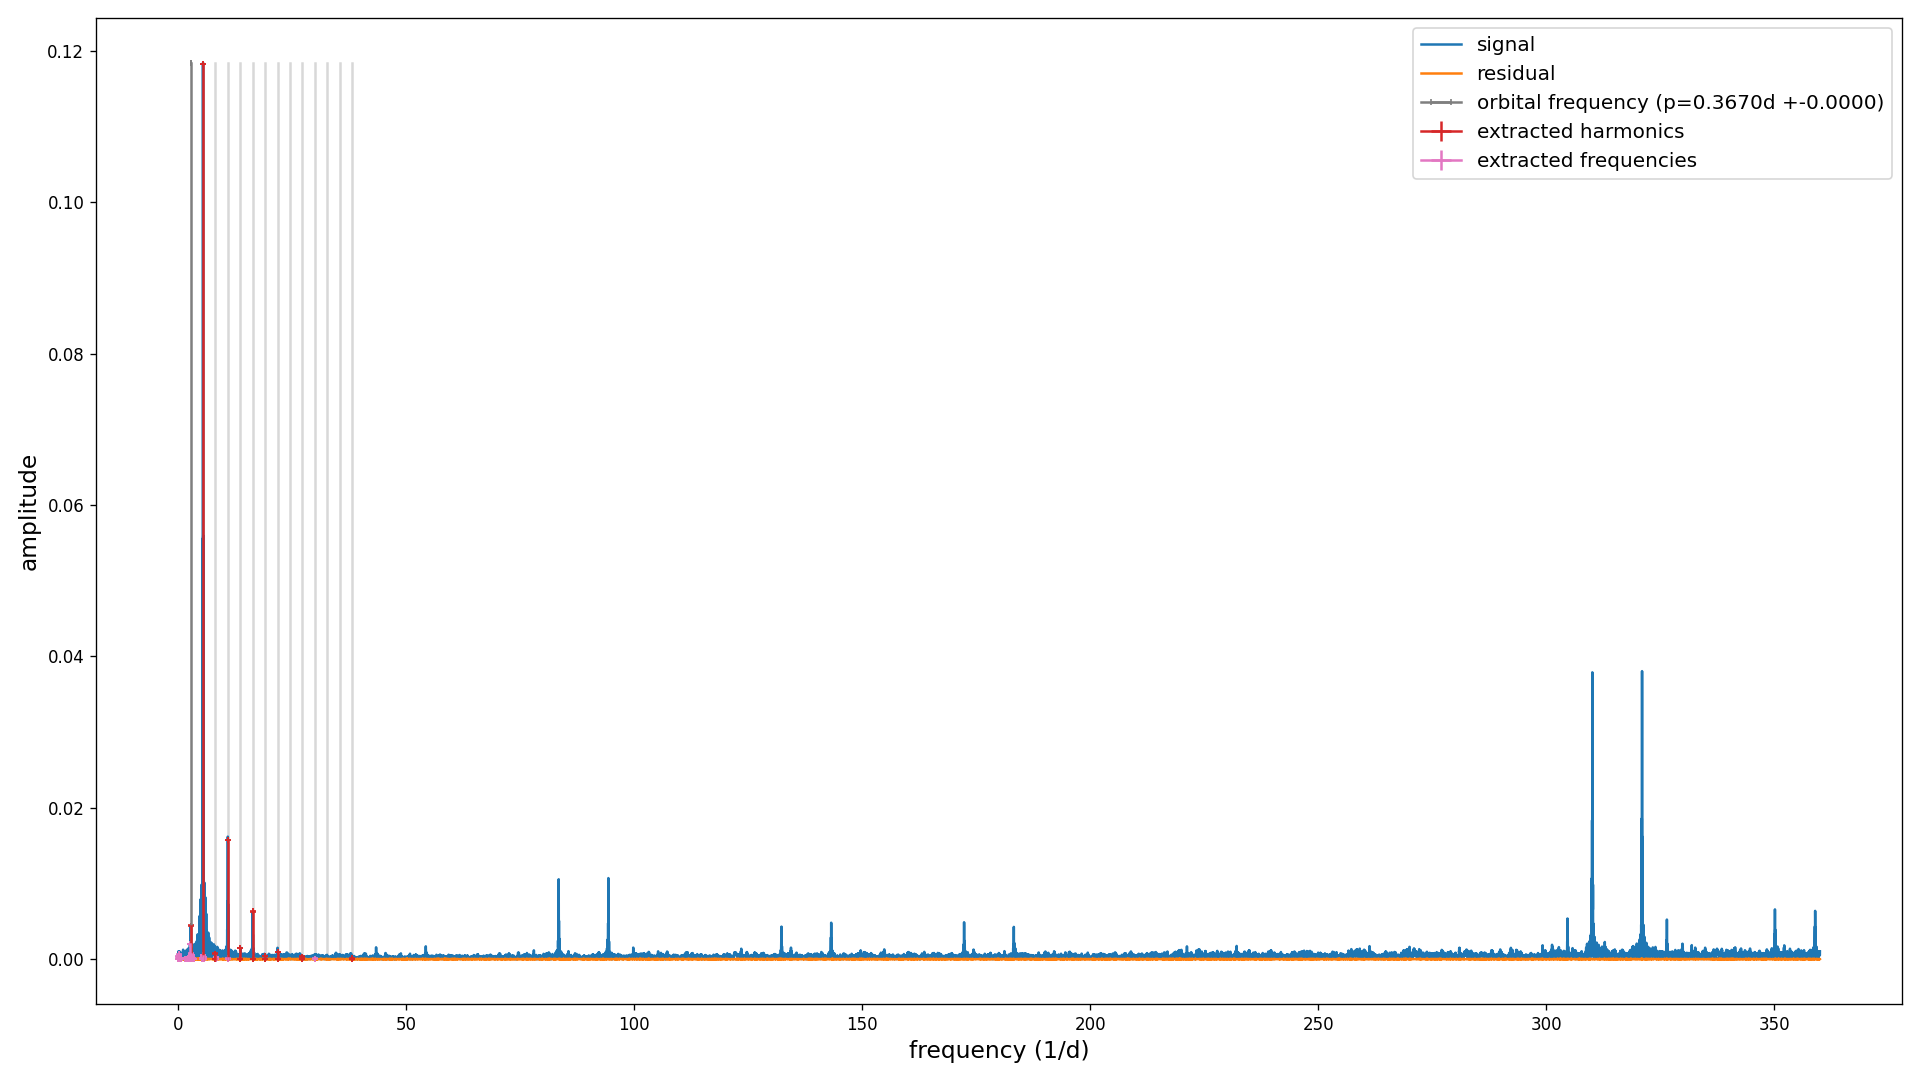 signal
residual
orbital frequency (p=0.3670d +-0.0000)
extracted harmonics
extracted frequencies
0.12
0.10
0.08
0.06
0.04
0.02
0.00
amplitude
0 50 100 150 200 250 300 350
frequency (1/d)